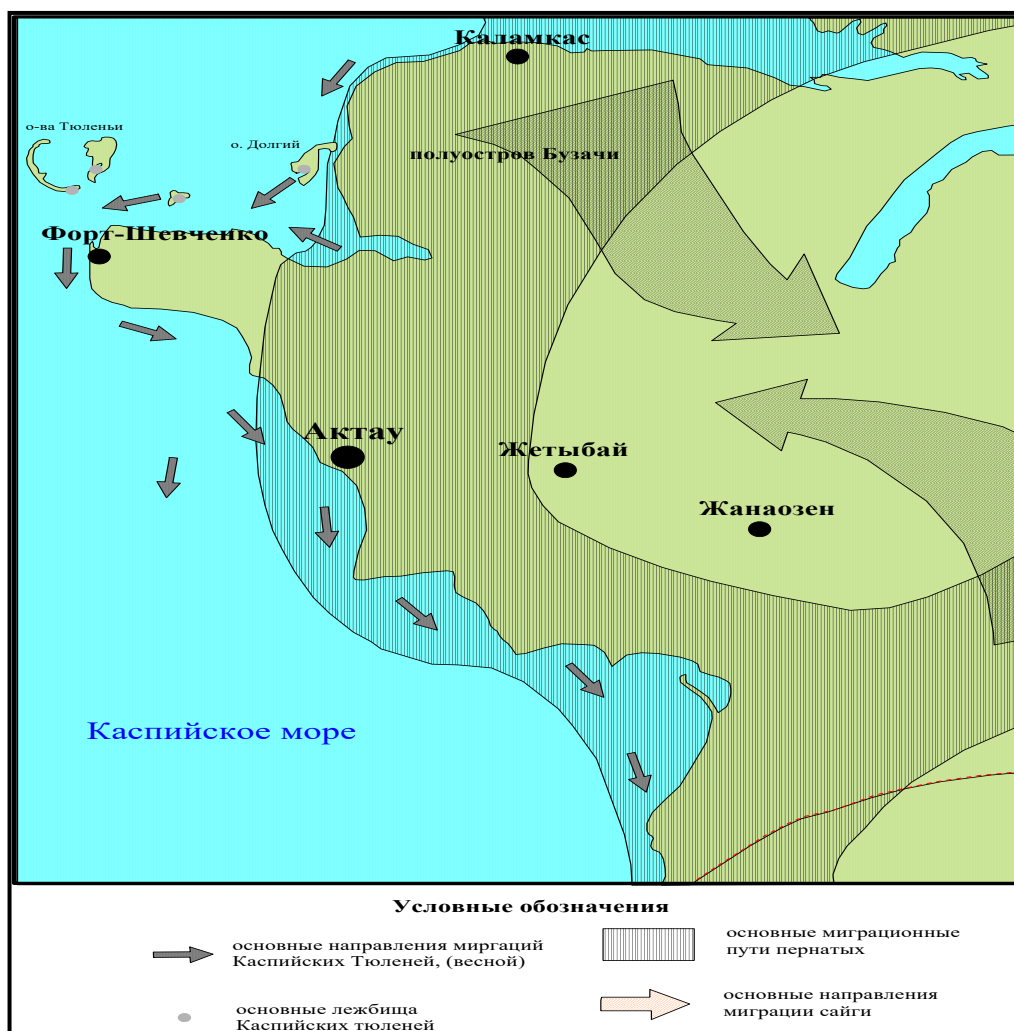 Каламкас
о-ва Тюленьи
о. Долгий
полуостров Бузачи
Форт-Шевченко
Актау
Жетыбай
Жанаозен
Каспийское море
Условные обозначения
основные направления миргаций
Каспийских Тюленей, (весной)
основные миграционные
пути пернатых
основные лежбища
Каспийских тюленей
основные направления
миграции сайги